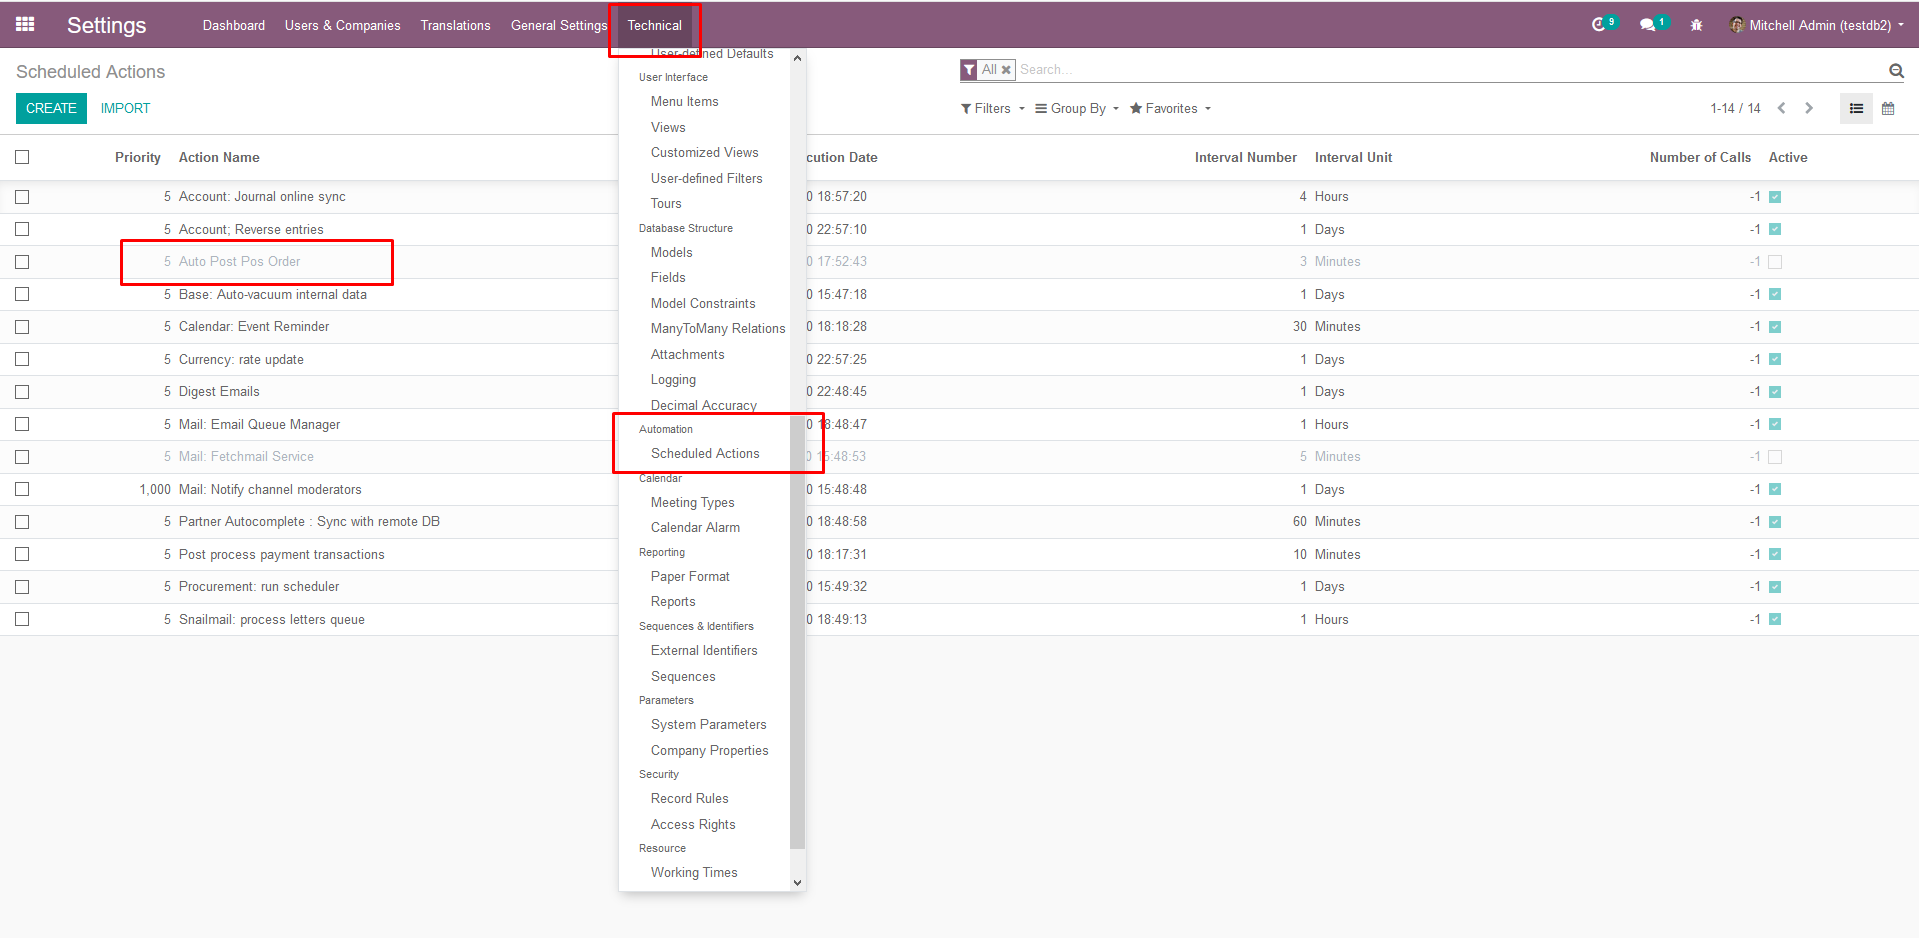 Settings Dashboard Users & Companies Translations General Settings Technical 9 1 Mitchell Admin (testdb2)
Scheduled Actions
All Search...
CREATE IMPORT
Filters Group By Favorites 1-14 / 14
Priority Action Name cution Date Interval Number Interval Unit Number of Calls Active
5 Account: Journal online sync 0 18:57:20 4 Hours -1
5 Account; Reverse entries 0 22:57:10 1 Days -1
5 Auto Post Pos Order 0 17:52:43 3 Minutes -1
5 Base: Auto-vacuum internal data 0 15:47:18 1 Days -1
5 Calendar: Event Reminder 0 18:18:28 30 Minutes -1
5 Currency: rate update 0 22:57:25 1 Days -1
5 Digest Emails 0 22:48:45 1 Days -1
5 Mail: Email Queue Manager 0 18:48:47 1 Hours -1
5 Mail: Fetchmail Service 0 15:48:53 5 Minutes -1
1,000 Mail: Notify channel moderators 0 15:48:48 1 Days -1
5 Partner Autocomplete : Sync with remote DB 0 18:48:58 60 Minutes -1
5 Post process payment transactions 0 18:17:31 10 Minutes -1
5 Procurement: run scheduler 0 15:49:32 1 Days -1
5 Snailmail: process letters queue 0 18:49:13 1 Hours -1
User-defined Defaults
User Interface
Menu Items
Views
Customized Views
User-defined Filters
Tours
Database Structure
Models
Fields
Model Constraints
ManyToMany Relations
Attachments
Logging
Decimal Accuracy
Automation
Scheduled Actions
Calendar
Meeting Types
Calendar Alarm
Reporting
Paper Format
Reports
Sequences & Identifiers
External Identifiers
Sequences
Parameters
System Parameters
Company Properties
Security
Record Rules
Access Rights
Resource
Working Times